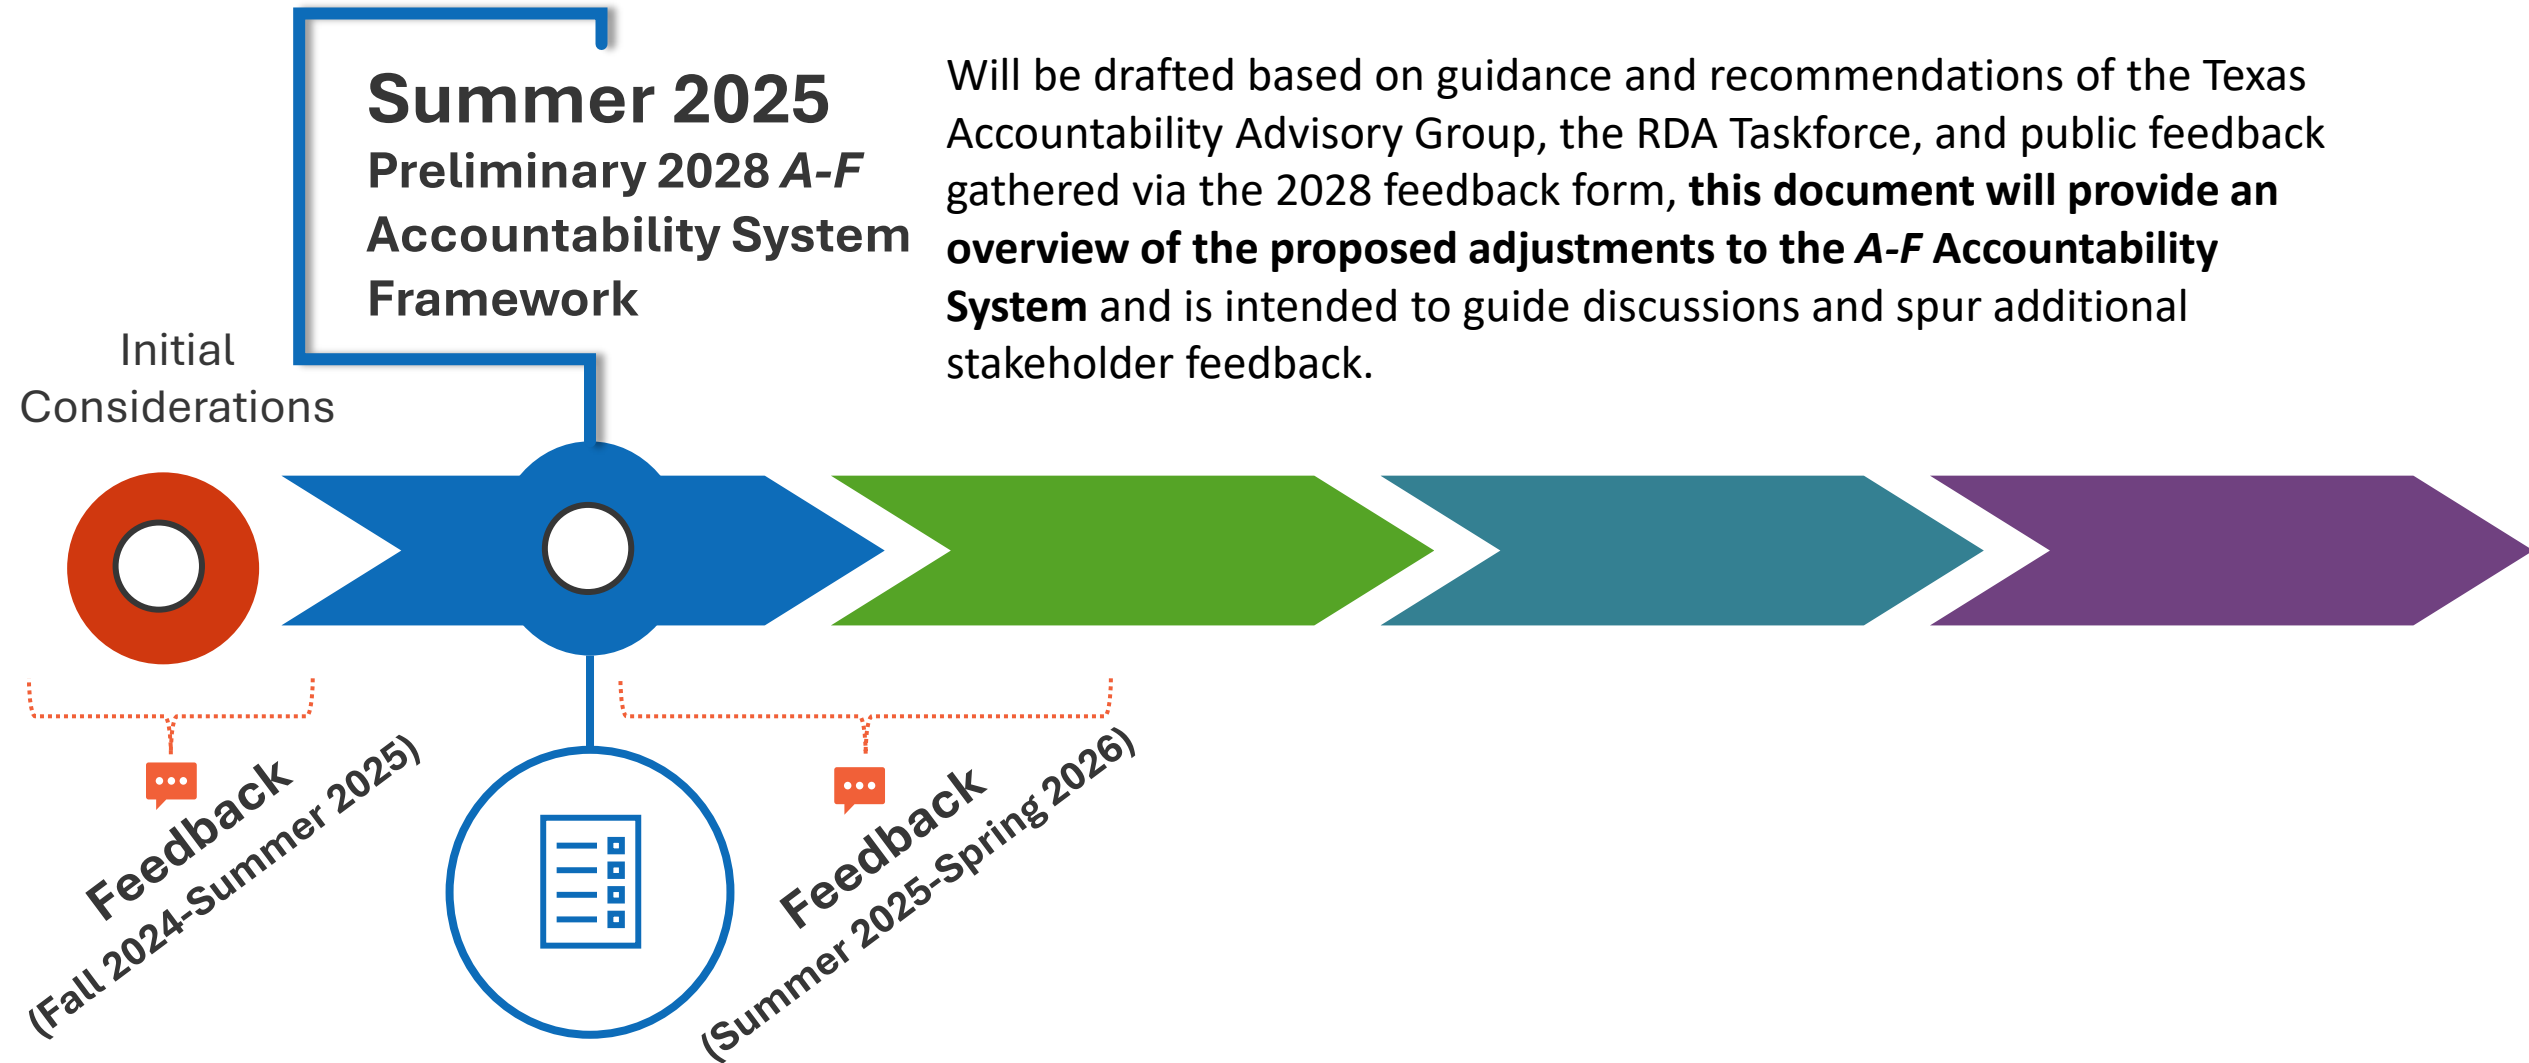 Summer 2025
Preliminary 2028 A-F
Accountability System
Framework
Will be drafted based on guidance and recommendations of the Texas
Accountability Advisory Group, the RDA Taskforce, and public feedback
gathered via the 2028 feedback form, this document will provide an
overview of the proposed adjustments to the A-F Accountability
System and is intended to guide discussions and spur additional
stakeholder feedback.
Initial
Considerations
Feedback
(Fall 2024-Summer 2025)
Feedback
(Summer 2025-Spring 2026)